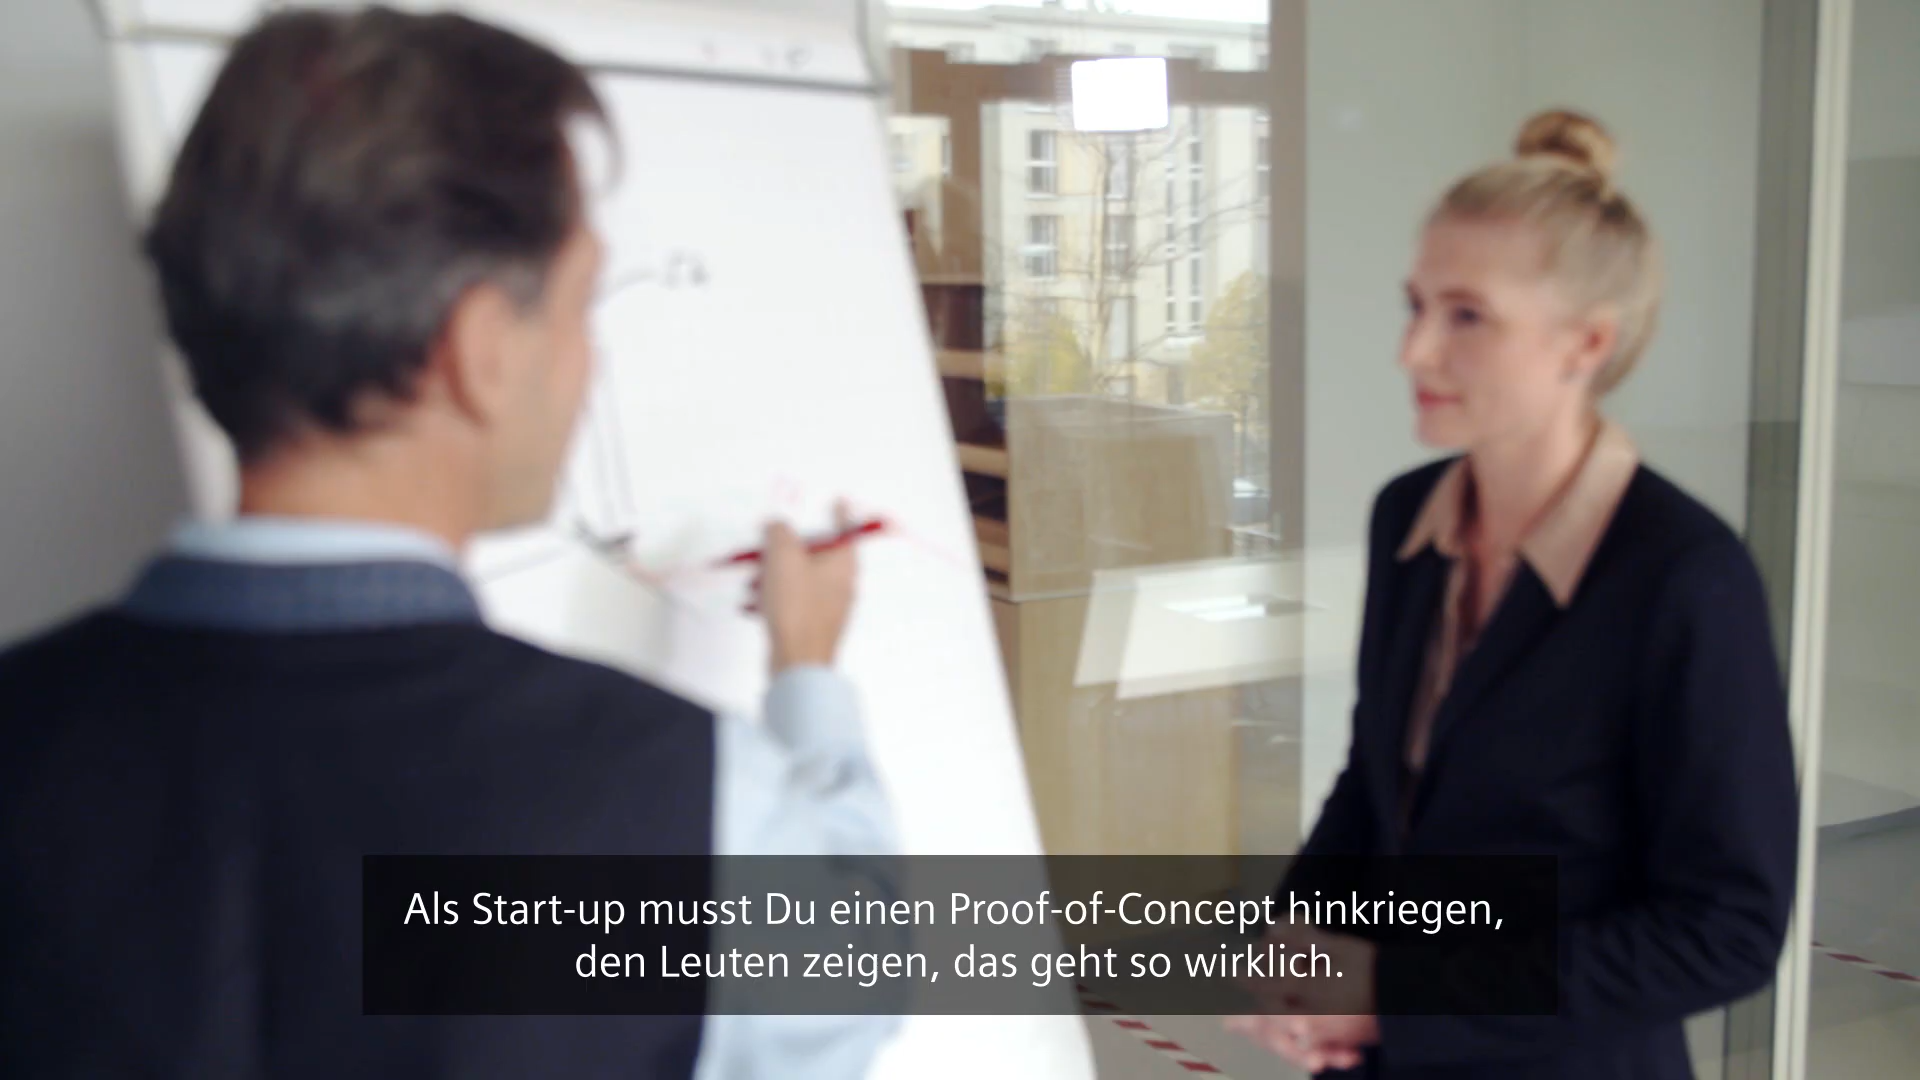 Als Start-up musst Du einen Proof-of-Concept hinkriegen,
den Leuten zeigen, das geht so wirklich.